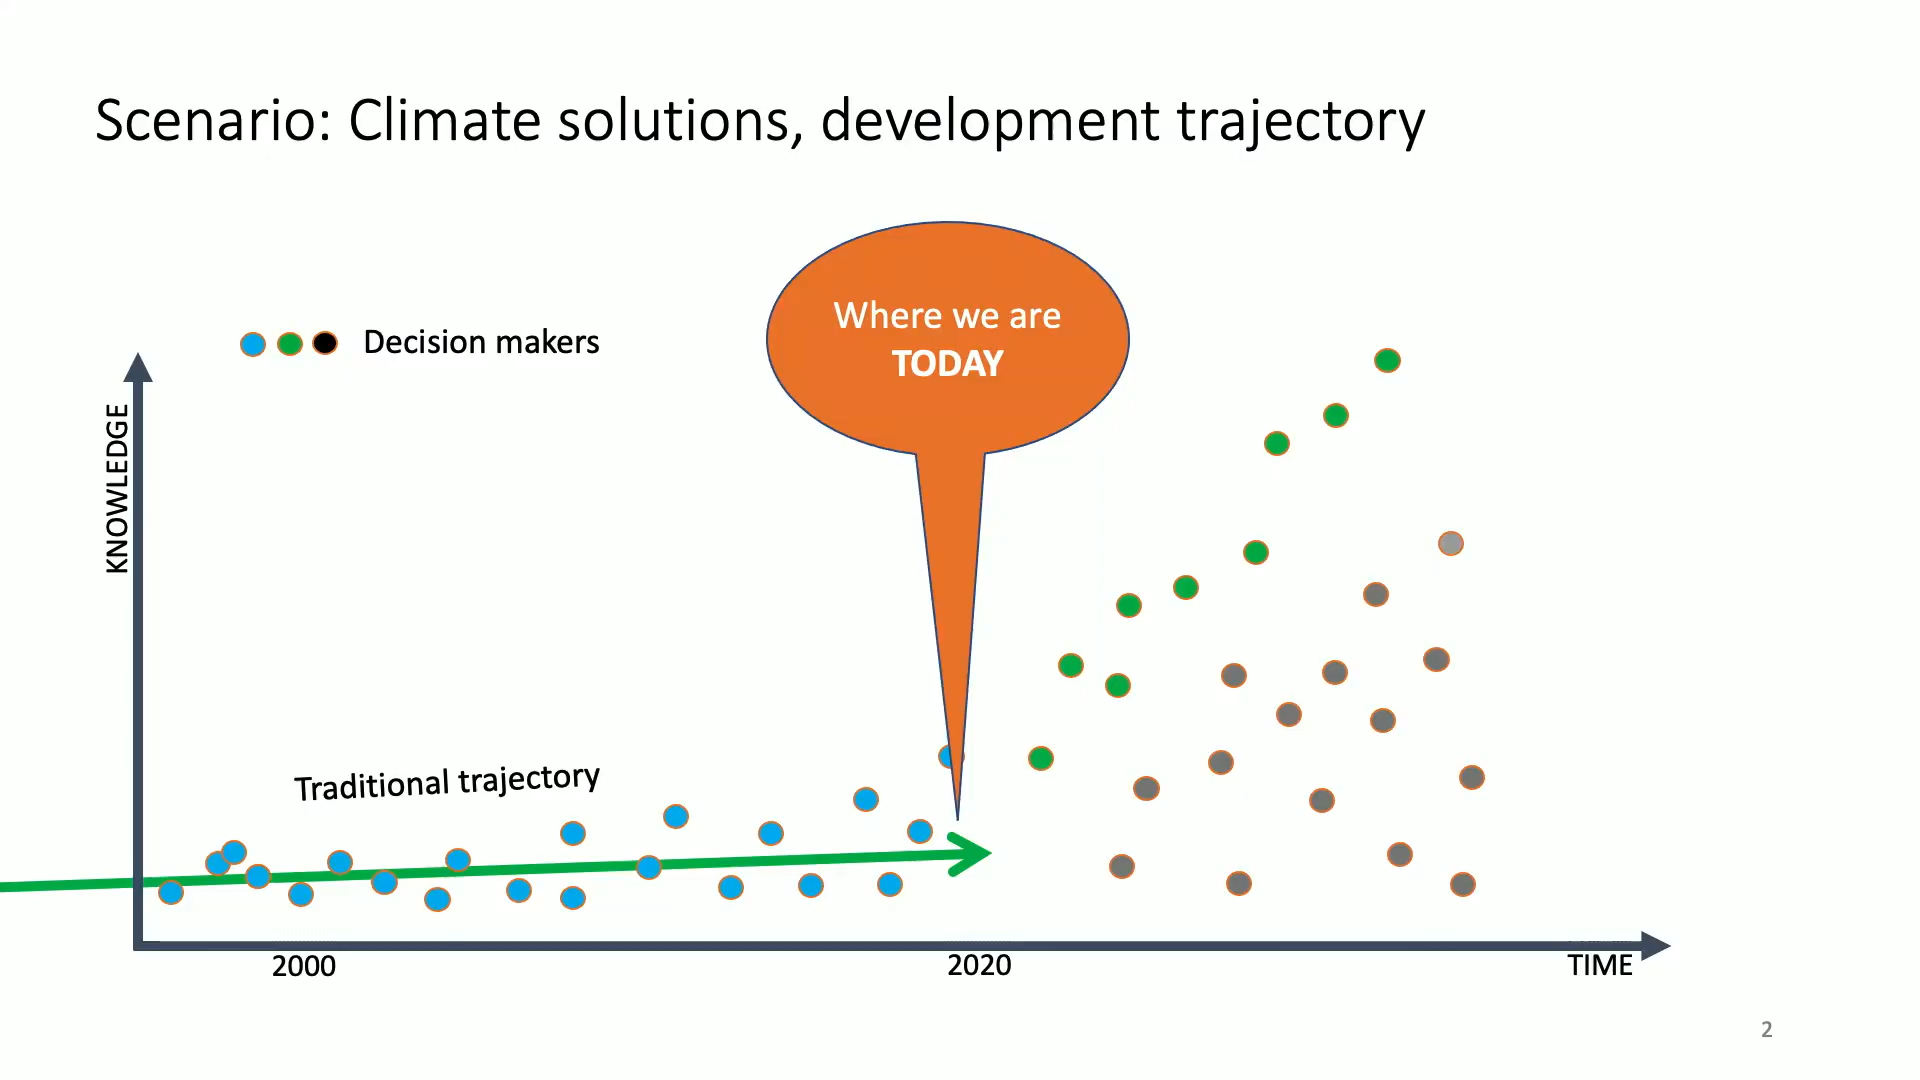 Scenario: Climate solutions, development trajectory
Where we are
TODAY
Decision makers
KNOWLEDGE
Traditional trajectory
2000
2020
TIME
2